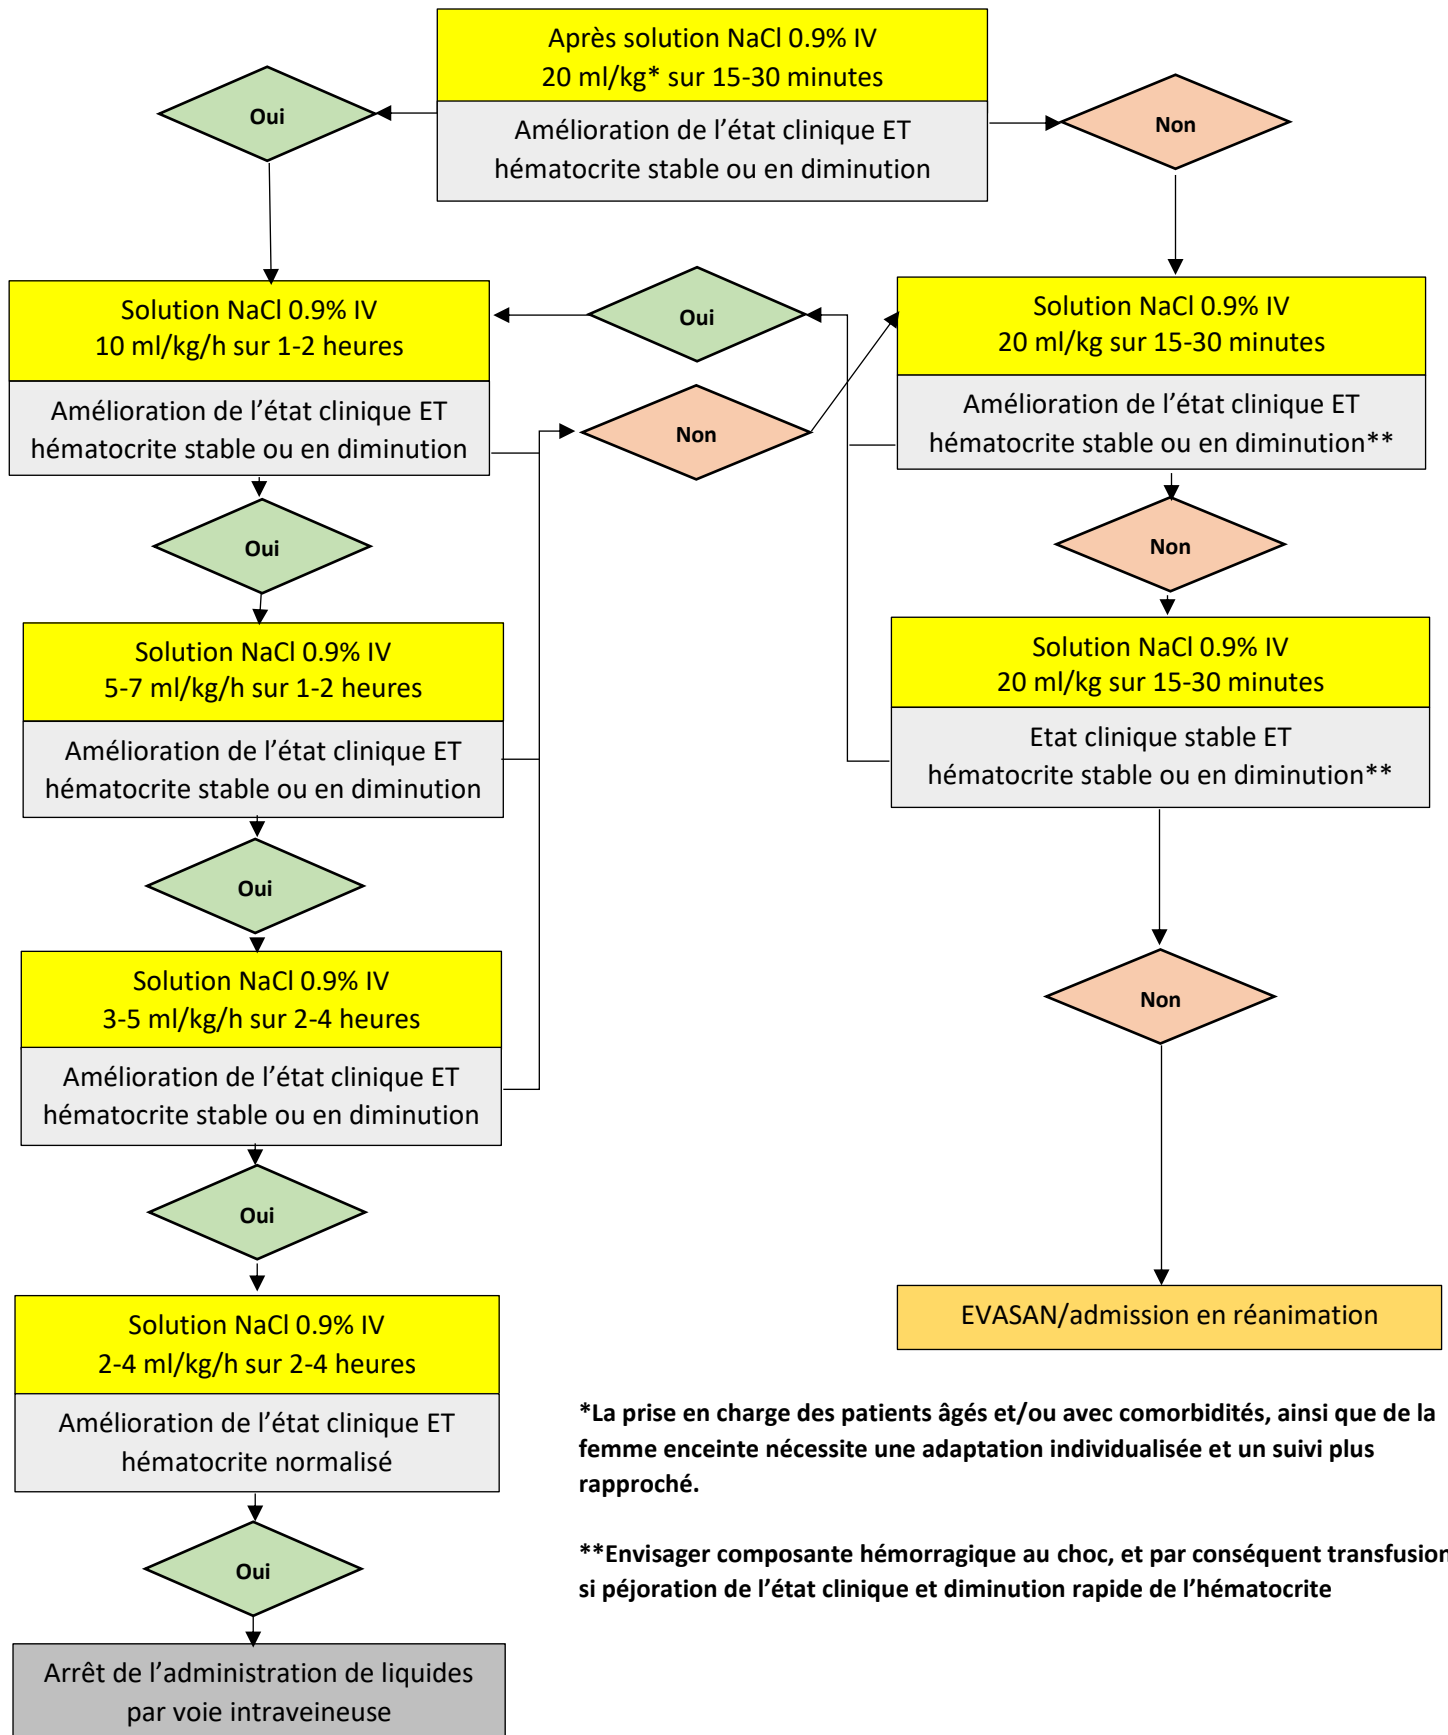 Après solution NaCl 0.9% IV
20 ml/kg* sur 15-30 minutes
Amélioration de l’état clinique ET
hématocrite stable ou en diminution
Oui
Non
Solution NaCl 0.9% IV
10 ml/kg/h sur 1-2 heures
Amélioration de l’état clinique ET
hématocrite stable ou en diminution
Oui
Non
Solution NaCl 0.9% IV
20 ml/kg sur 15-30 minutes
Amélioration de l’état clinique ET
hématocrite stable ou en diminution**
Oui
Non
Solution NaCl 0.9% IV
5-7 ml/kg/h sur 1-2 heures
Amélioration de l’état clinique ET
hématocrite stable ou en diminution
Solution NaCl 0.9% IV
20 ml/kg sur 15-30 minutes
Etat clinique stable ET
hématocrite stable ou en diminution**
Oui
Non
Solution NaCl 0.9% IV
3-5 ml/kg/h sur 2-4 heures
Amélioration de l’état clinique ET
hématocrite stable ou en diminution
Oui
Solution NaCl 0.9% IV
2-4 ml/kg/h sur 2-4 heures
Amélioration de l’état clinique ET
hématocrite normalisé
EVASAN/admission en réanimation
Oui
Arrêt de l’administration de liquides
par voie intraveineuse
*La prise en charge des patients âgés et/ou avec comorbidités, ainsi que de la
femme enceinte nécessite une adaptation individualisée et un suivi plus
rapproché.
**Envisager composante hémorragique au choc, et par conséquent transfusion
si péjoration de l’état clinique et diminution rapide de l’hématocrite